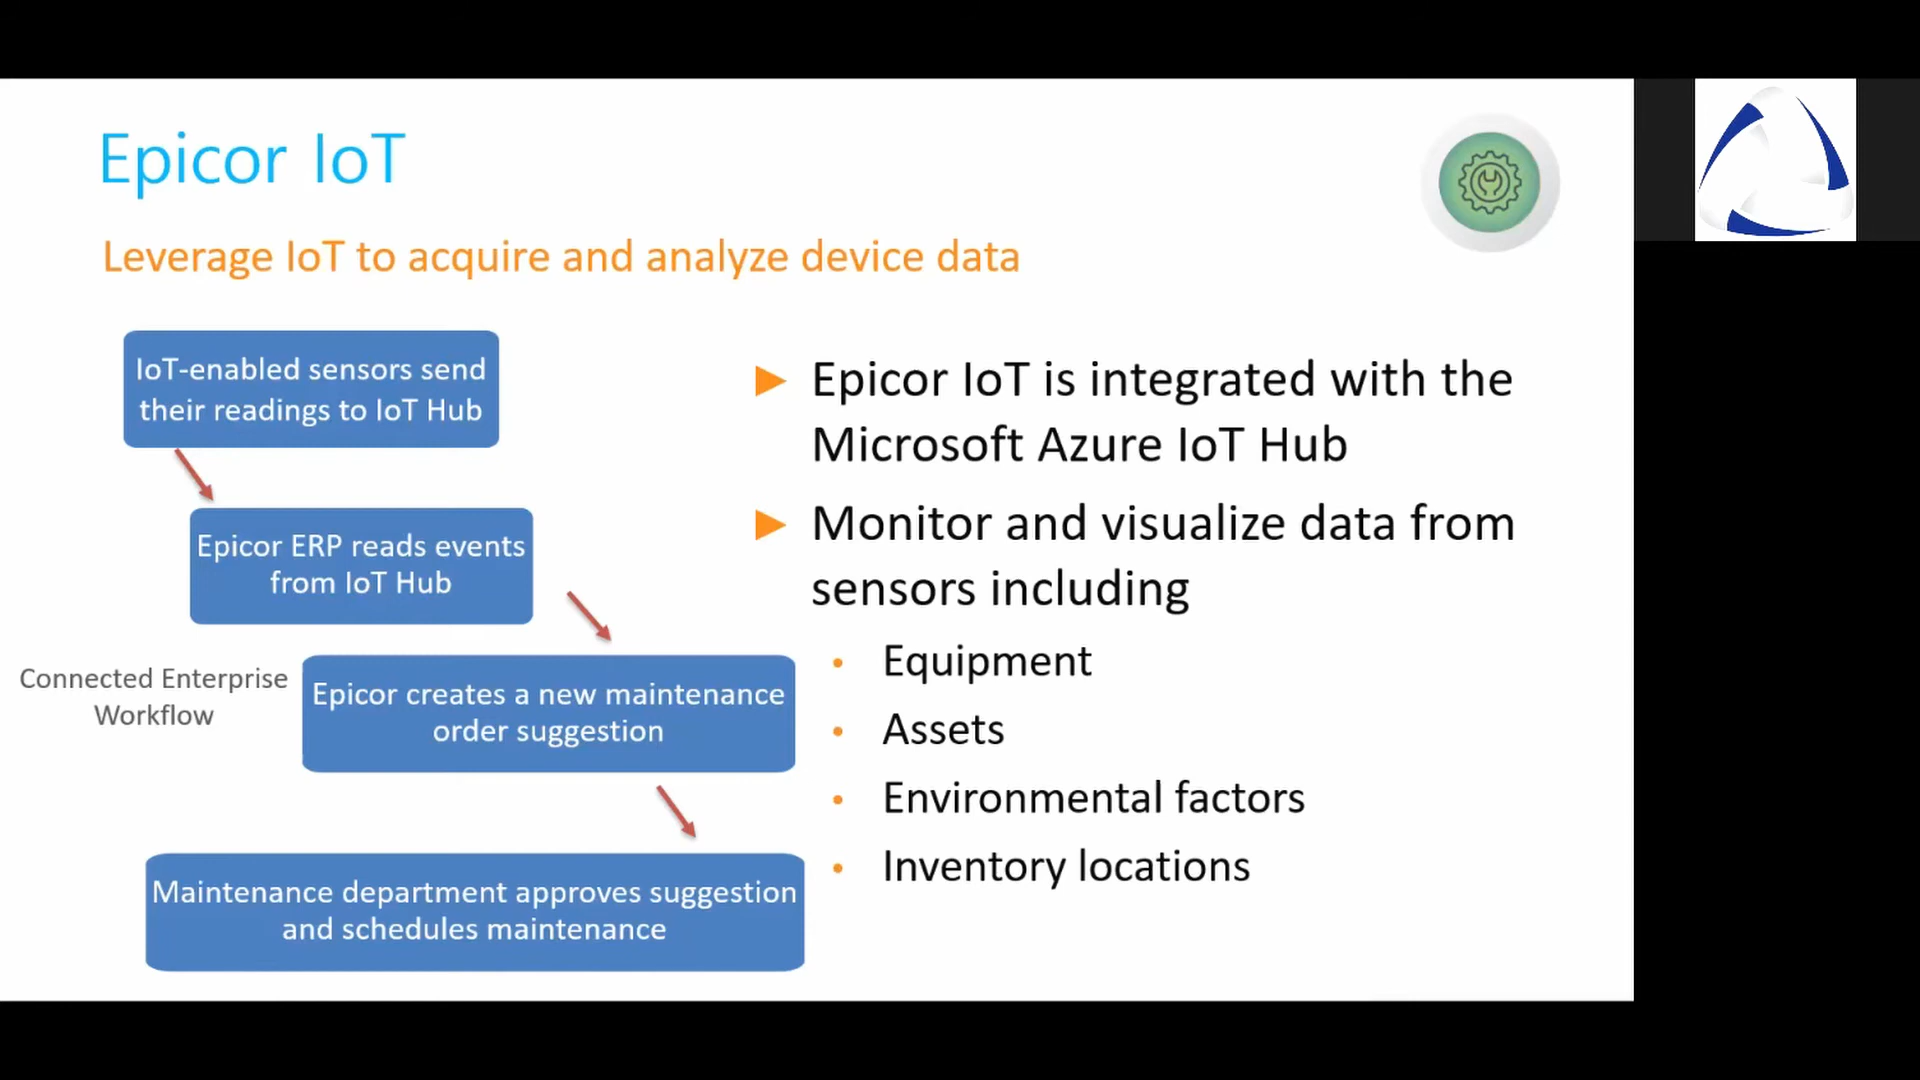 Epicor IoT
Leverage IoT to acquire and analyze device data
IoT-enabled sensors send
their readings to IoT Hub
Epicor ERP reads events
from IoT Hub
Connected Enterprise
Workflow
Epicor creates a new maintenance
order suggestion
Maintenance department approves suggestion
and schedules maintenance
Epicor IoT is integrated with the
Microsoft Azure IoT Hub
Monitor and visualize data from
sensors including
Equipment
Assets
Environmental factors
Inventory locations